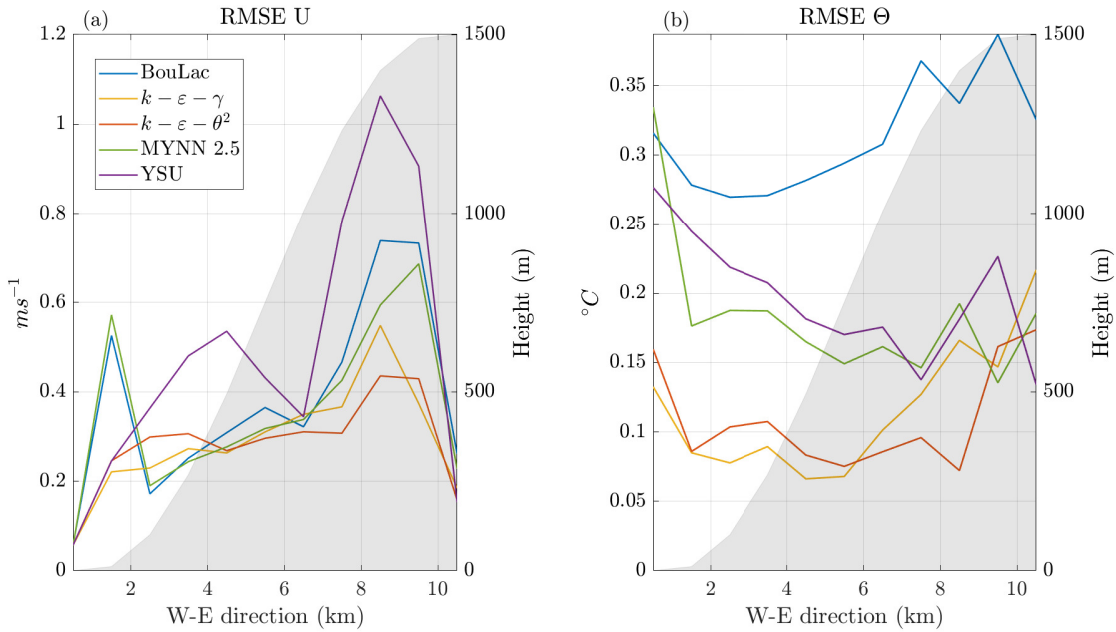 (a) RMSE U
1.2
1
0.8
0.6
0.4
0.2
0
ms⁻¹
BouLac
k − ε − γ
k − ε − θ²
MYNN 2.5
YSU
1500
1000
500
0
Height (m)
2 4 6 8 10
W-E direction (km)
(b) RMSE Θ
0.35
0.3
0.25
0.2
0.15
0.1
0.05
0
°C
1500
1000
500
0
Height (m)
2 4 6 8 10
W-E direction (km)